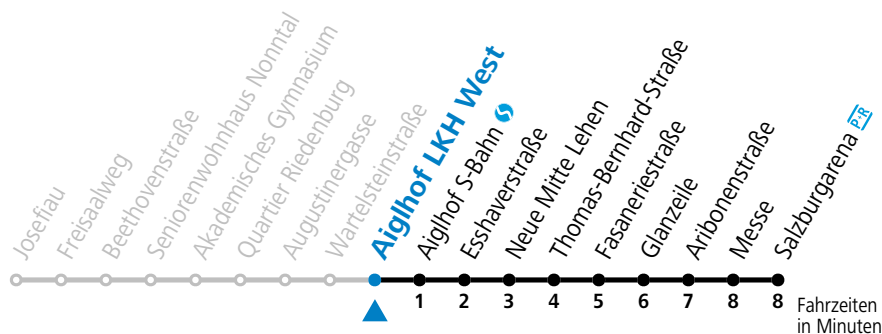 Josefiau
Freisaalweg
Beethovenstraße
Seniorenwohnhaus Nonntal
Akademisches Gymnasium
Quartier Riedenburg
Augustinergasse
Wartelsteinstraße
Aiglhof LKH West
Aiglhof S-Bahn
Esshaverstraße
Neue Mitte Lehen
Thomas-Bernhard-Straße
Fasaneriestraße
Glanzeile
Aribonenstraße
Messe
Salzburgarena P+R
1 2 3 4 5 6 7 8 8
Fahrzeiten
in Minuten